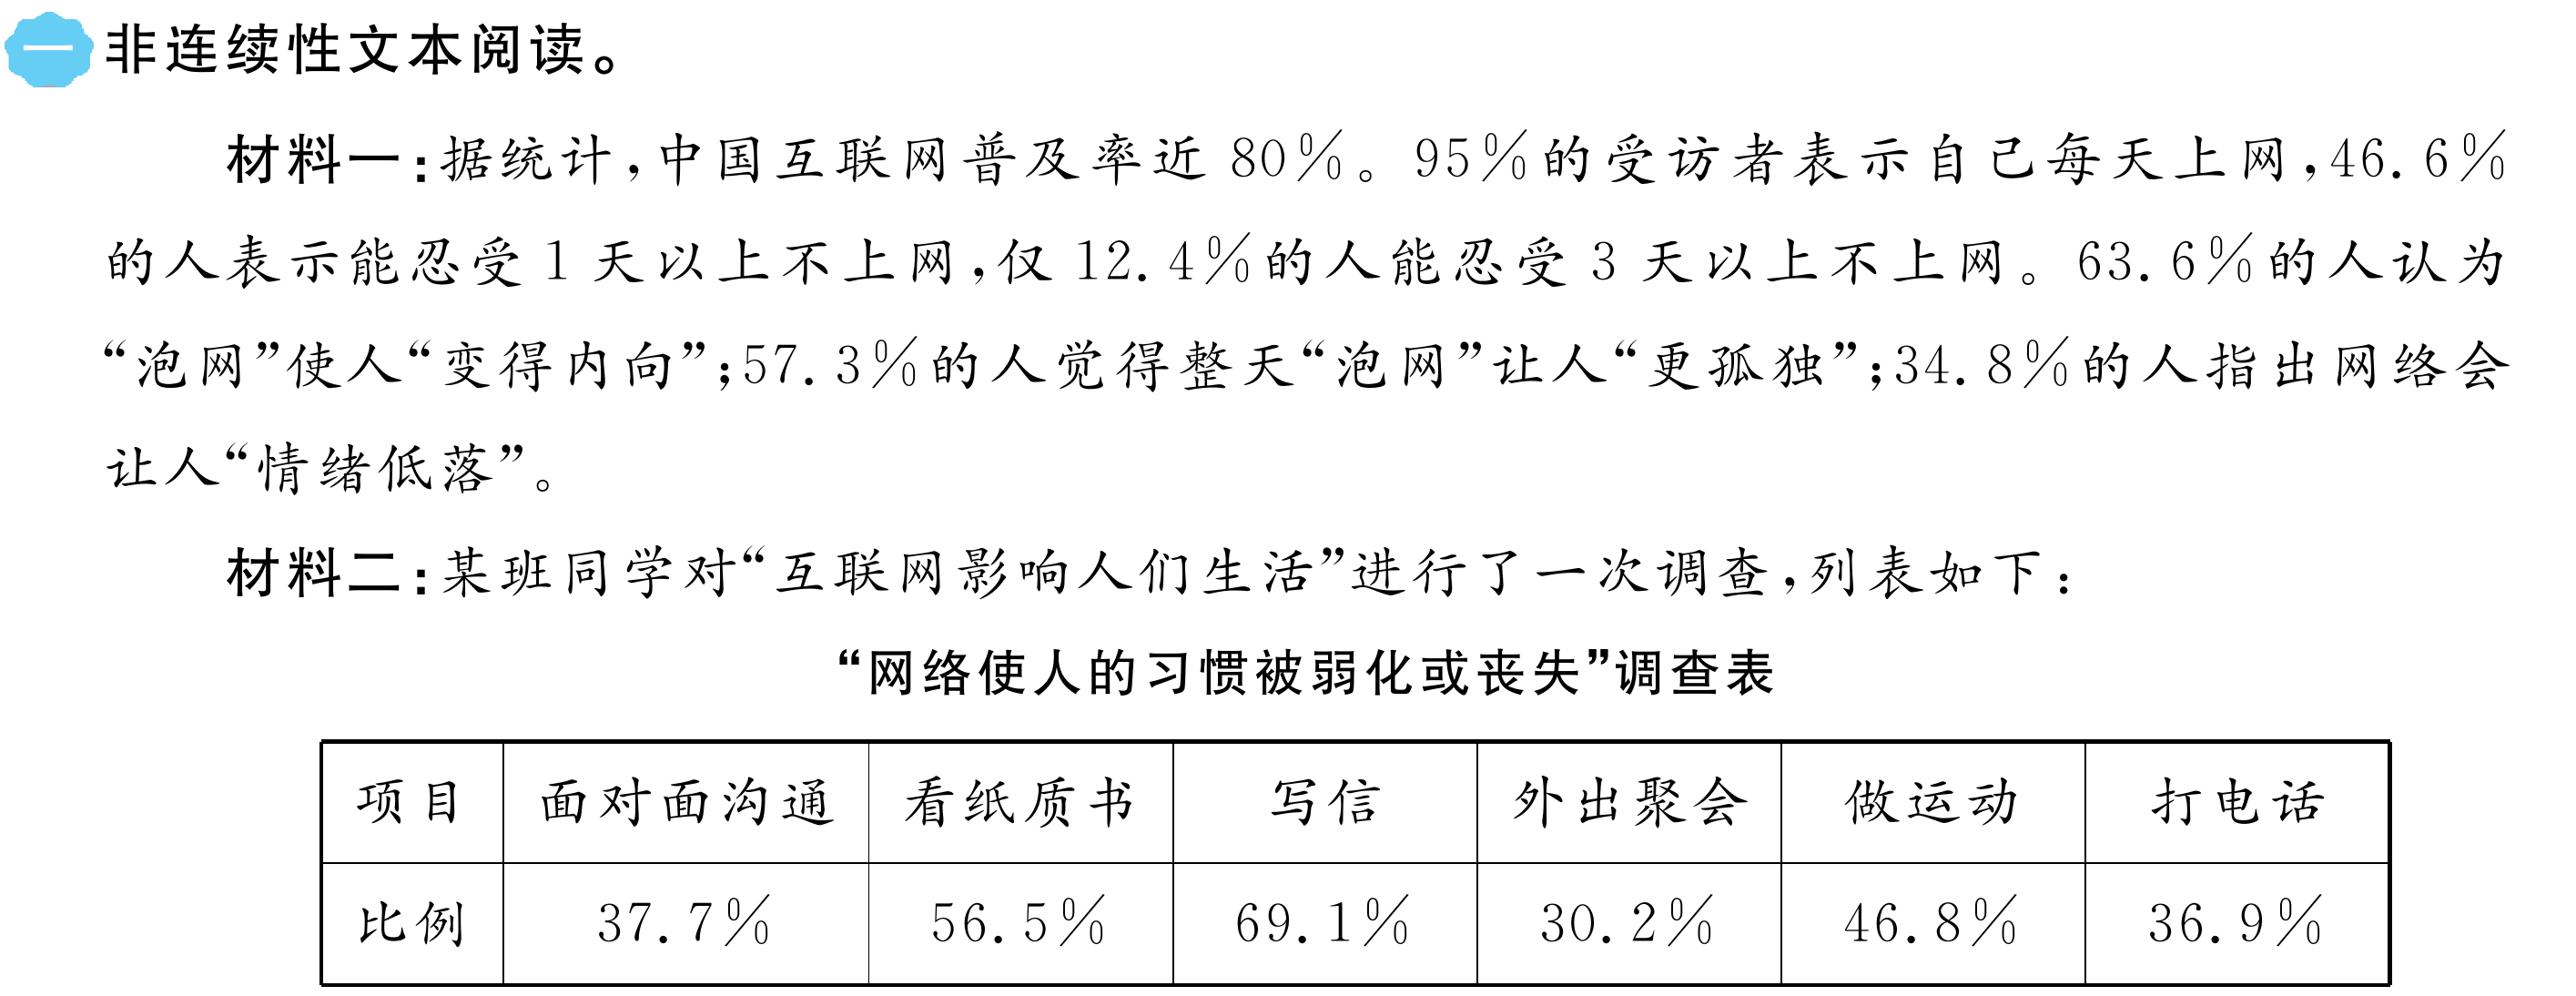 一 非连续性文本阅读。
材料一:据统计,中国互联网普及率近 80%。95%的受访者表示自己每天上网,46.6%
的人表示能忍受 1 天以上不上网,仅 12.4%的人能忍受 3 天以上不上网。63.6%的人认为
“泡网”使人“变得内向”;57.3%的人觉得整天“泡网”让人“更孤独”;34.8%的人指出网络会
让人“情绪低落”。
材料二:某班同学对“互联网影响人们生活”进行了一次调查,列表如下:
“网络使人的习惯被弱化或丧失”调查表
项目 面对面沟通 看纸质书 写信 外出聚会 做运动 打电话
比例 37.7% 56.5% 69.1% 30.2% 46.8% 36.9%